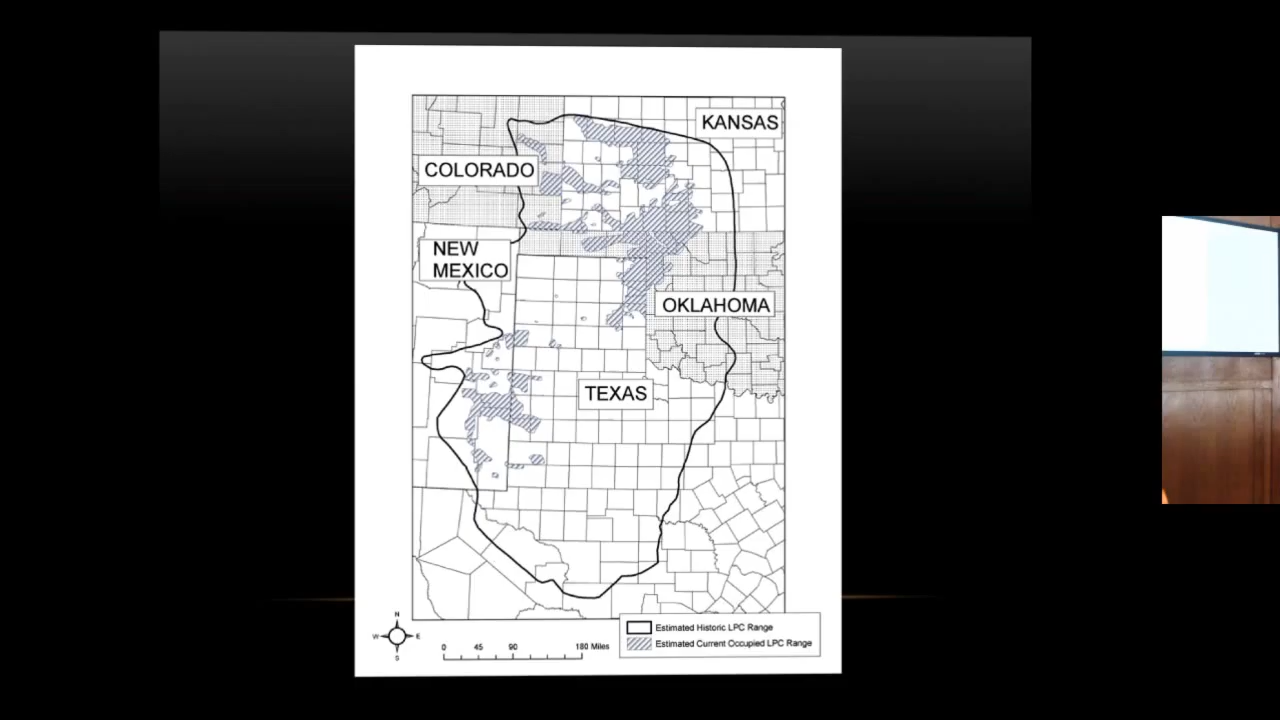 KANSAS
COLORADO
NEW
MEXICO
OKLAHOMA
TEXAS
N
W
E
S
0 45 90 180 Miles
Estimated Historic LPC Range
Estimated Current Occupied LPC Range